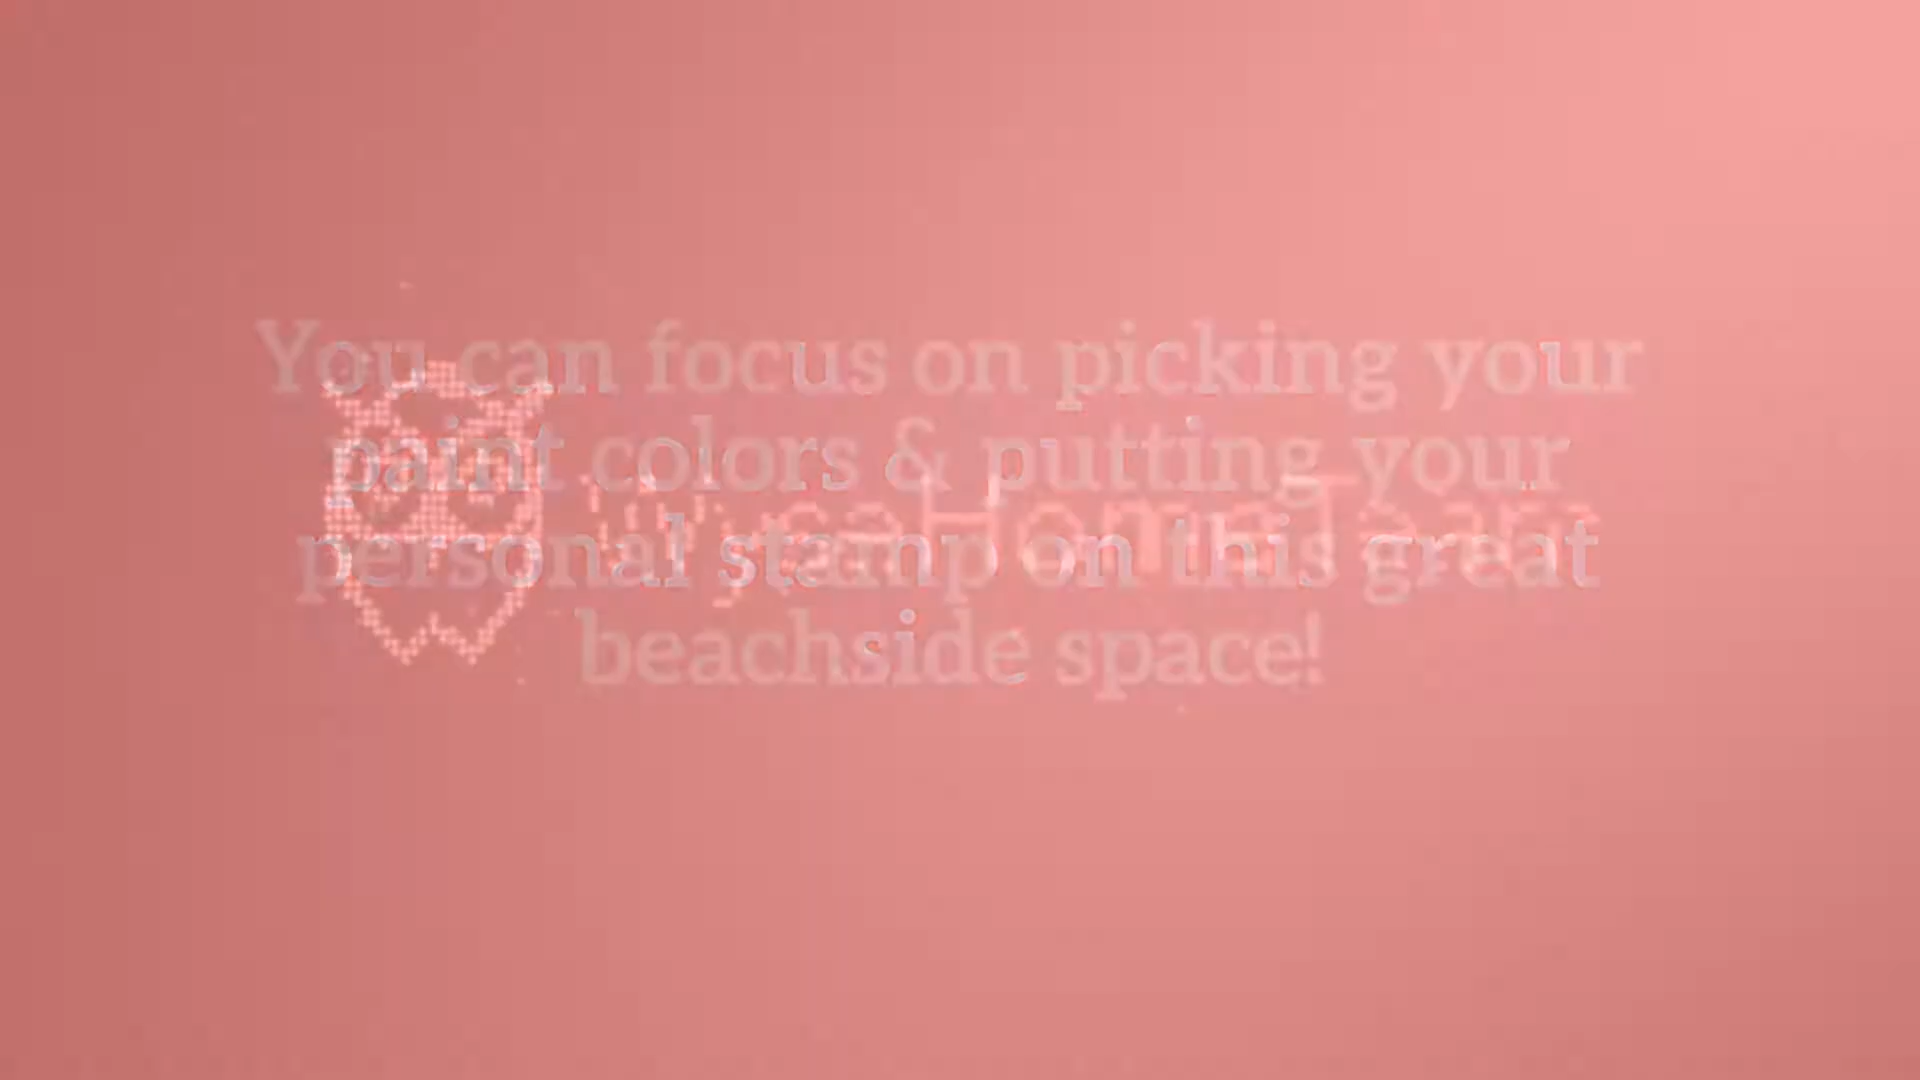 You can focus on picking your
paint colors & putting your
personal stamp on this great
beachside space!